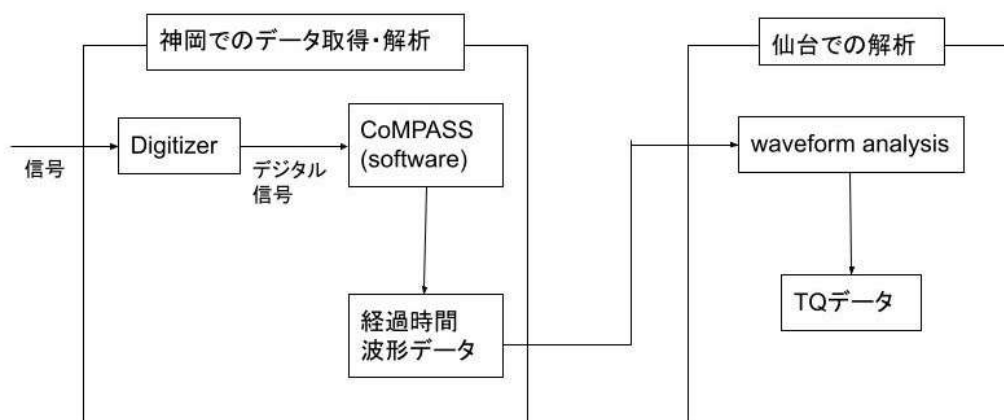 神岡でのデータ取得・解析
仙台での解析
信号
Digitizer
デジタル
信号
CoMPASS
(software)
経過時間
波形データ
waveform analysis
TQデータ